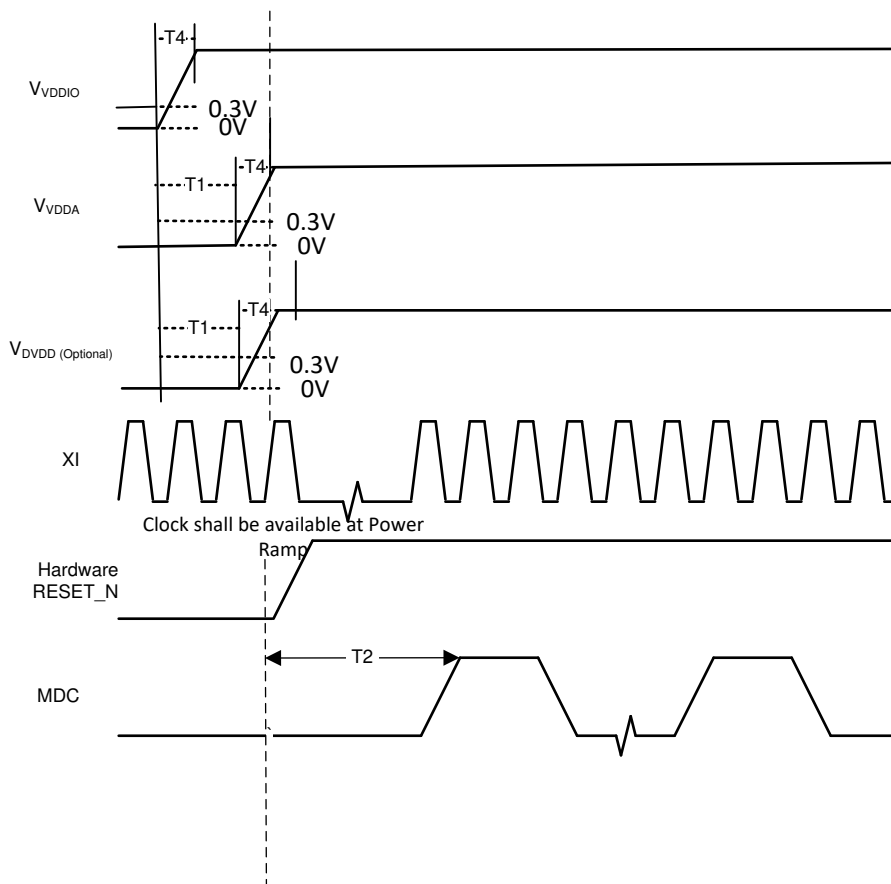 T4
VVDDIO
0.3V
0V
T4
T1
VVDDA
0.3V
0V
T4
T1
VDVDD (Optional)
0.3V
0V
XI
Clock shall be available at Power
Ramp
Hardware
RESET_N
T2
MDC